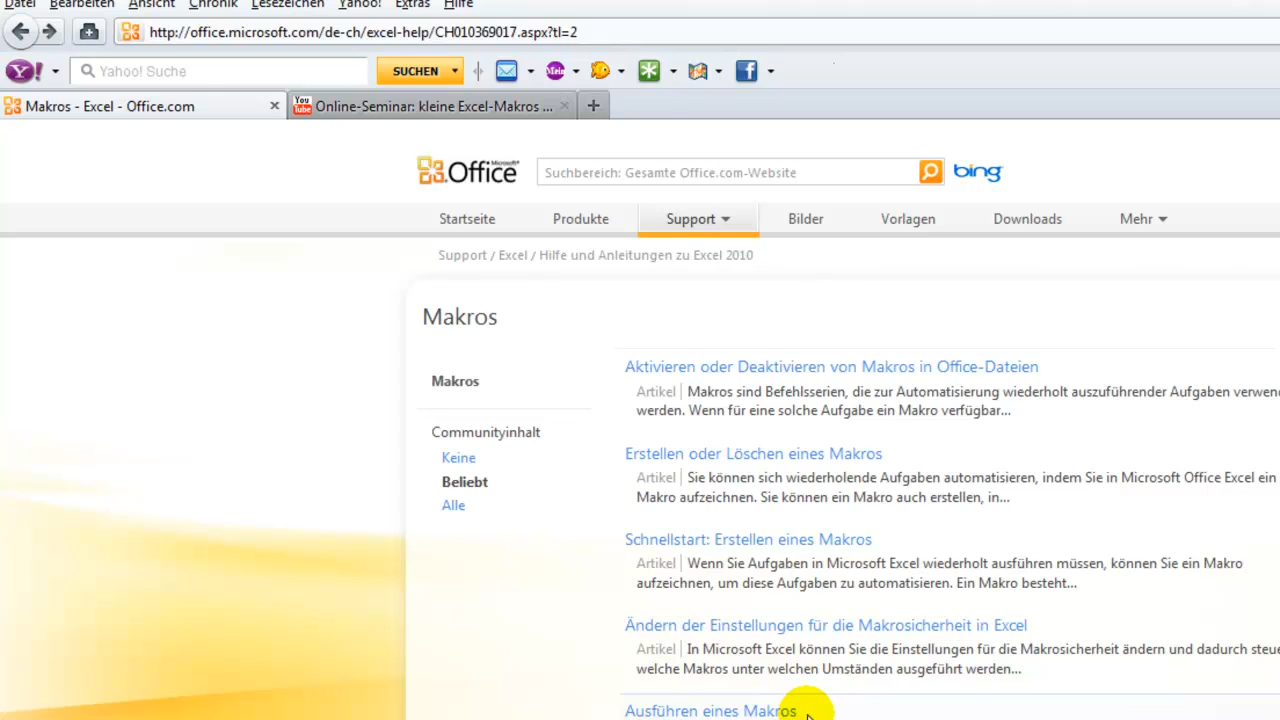 Datei Bearbeiten Ansicht Chronik Lesezeichen Yahoo! Extras Hilfe
http://office.microsoft.com/de-ch/excel-help/CH010369017.aspx?tl=2
Y! Yahoo! Suche SUCHEN Mein
Makros - Excel - Office.com You Tube Online-Seminar: kleine Excel-Makros ...
Microsoft Office Suchbereich: Gesamte Office.com-Website bing
Startseite Produkte Support Bilder Vorlagen Downloads Mehr
Support / Excel / Hilfe und Anleitungen zu Excel 2010
Makros
Makros
Communityinhalt
Keine
Beliebt
Alle
Aktivieren oder Deaktivieren von Makros in Office-Dateien
Artikel | Makros sind Befehlsserien, die zur Automatisierung wiederholt auszuführender Aufgaben verwen
werden. Wenn für eine solche Aufgabe ein Makro verfügbar...
Erstellen oder Löschen eines Makros
Artikel | Sie können sich wiederholende Aufgaben automatisieren, indem Sie in Microsoft Office Excel ein
Makro aufzeichnen. Sie können ein Makro auch erstellen, in...
Schnellstart: Erstellen eines Makros
Artikel | Wenn Sie Aufgaben in Microsoft Excel wiederholt ausführen müssen, können Sie ein Makro
aufzeichnen, um diese Aufgaben zu automatisieren. Ein Makro besteht...
Ändern der Einstellungen für die Makrosicherheit in Excel
Artikel | In Microsoft Excel können Sie die Einstellungen für die Makrosicherheit ändern und dadurch steue
welche Makros unter welchen Umständen ausgeführt werden...
Ausführen eines Makros